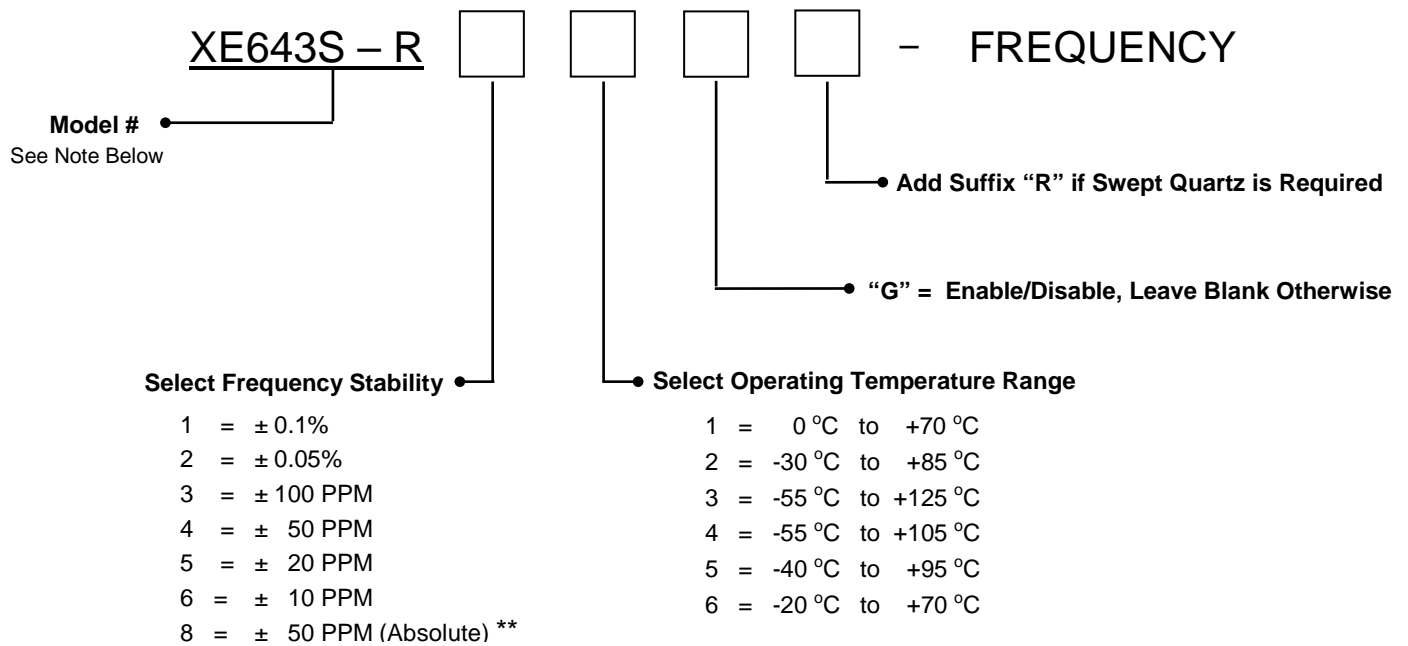 XE643S – R – FREQUENCY
Model #
See Note Below
Add Suffix “R” if Swept Quartz is Required
“G” = Enable/Disable, Leave Blank Otherwise
Select Frequency Stability
1 = ± 0.1%
2 = ± 0.05%
3 = ± 100 PPM
4 = ± 50 PPM
5 = ± 20 PPM
6 = ± 10 PPM
8 = ± 50 PPM (Absolute) **
Select Operating Temperature Range
1 = 0 °C to +70 °C
2 = -30 °C to +85 °C
3 = -55 °C to +125 °C
4 = -55 °C to +105 °C
5 = -40 °C to +95 °C
6 = -20 °C to +70 °C